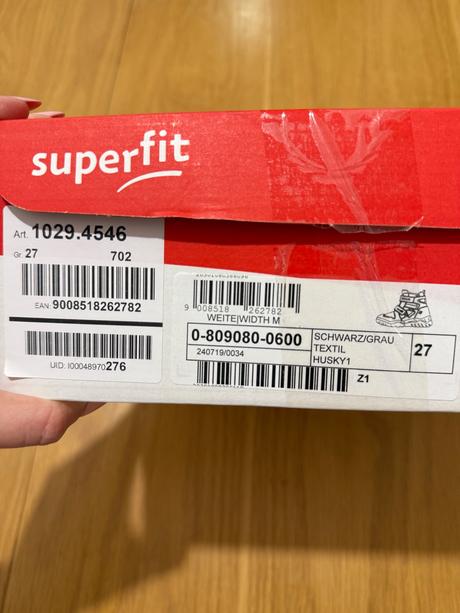 superfit
Art. 1029.4546
Gr. 27 702
EAN: 9008518262782
UID: I00048970276
9 008518 262782
WEITE|WIDTH M
0-809080-0600
240719/0034
SCHWARZ/GRAU
TEXTIL
HUSKY1
27
Z1